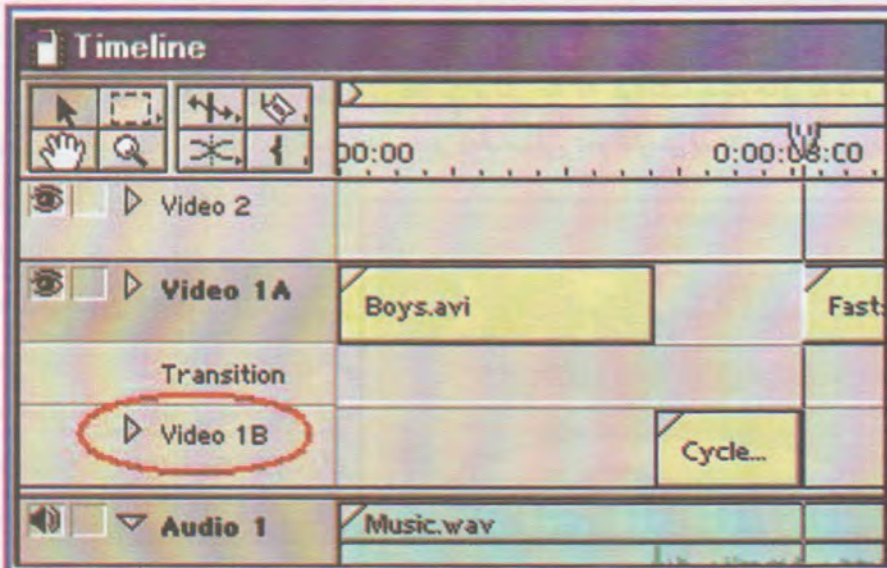 Timeline
00:00 0:00:08:00
Video 2
Video 1A
Boys.avi
Fast
Transition
Video 1B
Cycle...
Audio 1
Music.wav